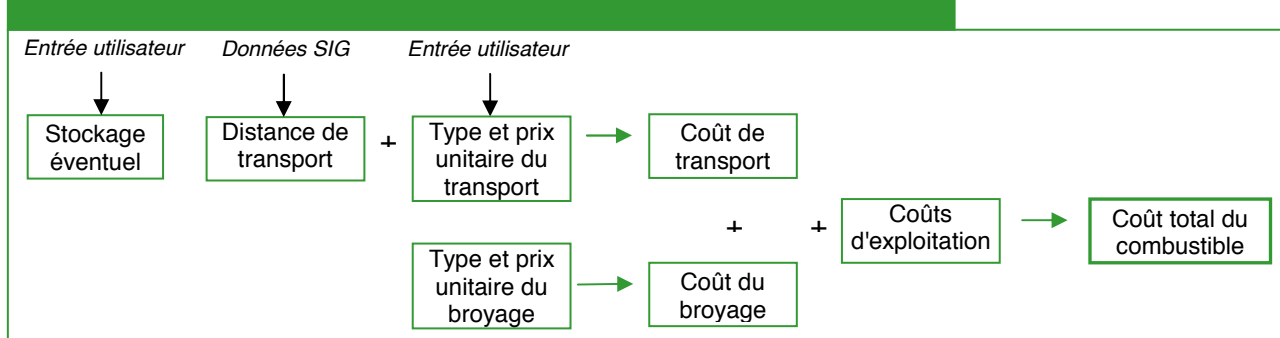 Entrée utilisateur
Données SIG
Entrée utilisateur
Stockage
éventuel
Distance de
transport
+
Type et prix
unitaire du
transport
Coût de
transport
+
+
Coûts
d'exploitation
Coût total du
combustible
Type et prix
unitaire du
broyage
Coût du
broyage